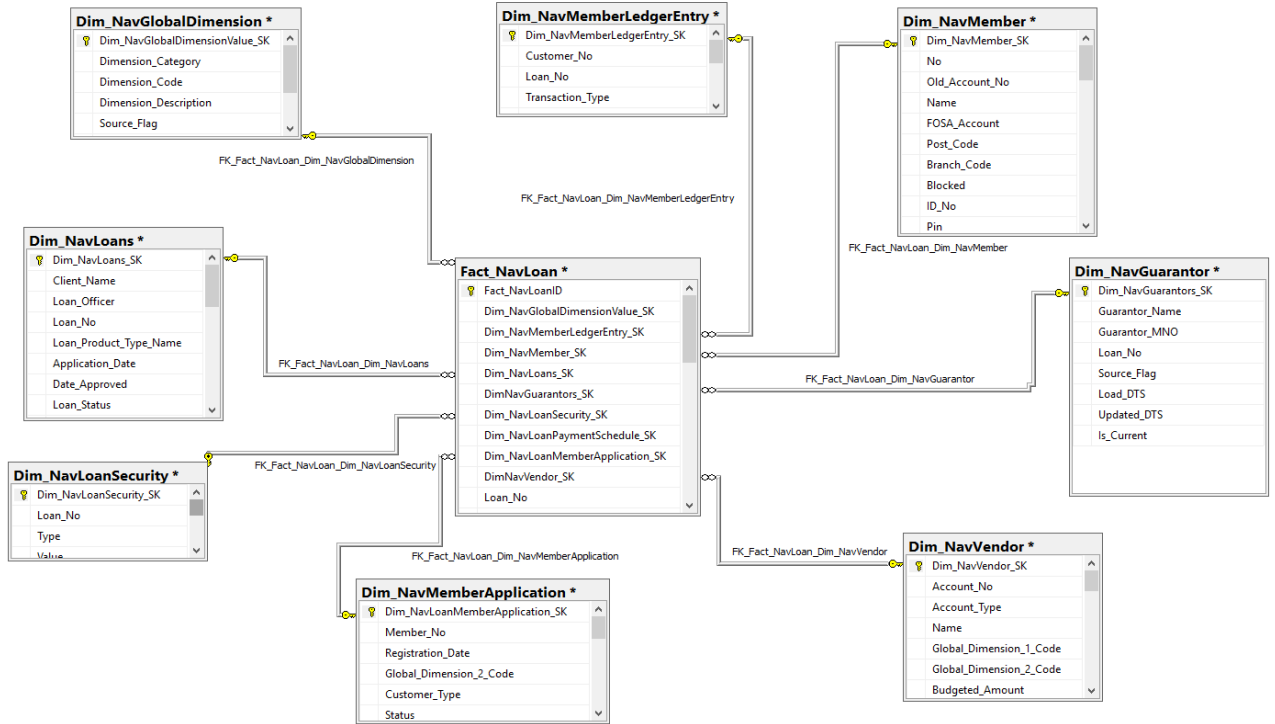 Dim_NavGlobalDimension *
Dim_NavGlobalDimensionValue_SK
Dimension_Category
Dimension_Code
Dimension_Description
Source_Flag
Dim_NavMemberLedgerEntry *
Dim_NavMemberLedgerEntry_SK
Customer_No
Loan_No
Transaction_Type
Dim_NavMember *
Dim_NavMember_SK
No
Old_Account_No
Name
FOSA_Account
Post_Code
Branch_Code
Blocked
ID_No
Pin
FK_Fact_NavLoan_Dim_NavGlobalDimension
FK_Fact_NavLoan_Dim_NavMemberLedgerEntry
FK_Fact_NavLoan_Dim_NavMember
Dim_NavLoans *
Dim_NavLoans_SK
Client_Name
Loan_Officer
Loan_No
Loan_Product_Type_Name
Application_Date
Date_Approved
Loan_Status
FK_Fact_NavLoan_Dim_NavLoans
Fact_NavLoan *
Fact_NavLoanID
Dim_NavGlobalDimensionValue_SK
Dim_NavMemberLedgerEntry_SK
Dim_NavMember_SK
Dim_NavLoans_SK
DimNavGuarantors_SK
Dim_NavLoanSecurity_SK
Dim_NavLoanPaymentSchedule_SK
Dim_NavLoanMemberApplication_SK
DimNavVendor_SK
Loan_No
Dim_NavGuarantor *
Dim_NavGuarantors_SK
Guarantor_Name
Guarantor_MNO
Loan_No
Source_Flag
Load_DTS
Updated_DTS
Is_Current
FK_Fact_NavLoan_Dim_NavGuarantor
FK_Fact_NavLoan_Dim_NavLoanSecurity
Dim_NavLoanSecurity *
Dim_NavLoanSecurity_SK
Loan_No
Type
Value
FK_Fact_NavLoan_Dim_NavMemberApplication
FK_Fact_NavLoan_Dim_NavVendor
Dim_NavMemberApplication *
Dim_NavLoanMemberApplication_SK
Member_No
Registration_Date
Global_Dimension_2_Code
Customer_Type
Status
Dim_NavVendor *
Dim_NavVendor_SK
Account_No
Account_Type
Name
Global_Dimension_1_Code
Global_Dimension_2_Code
Budgeted_Amount